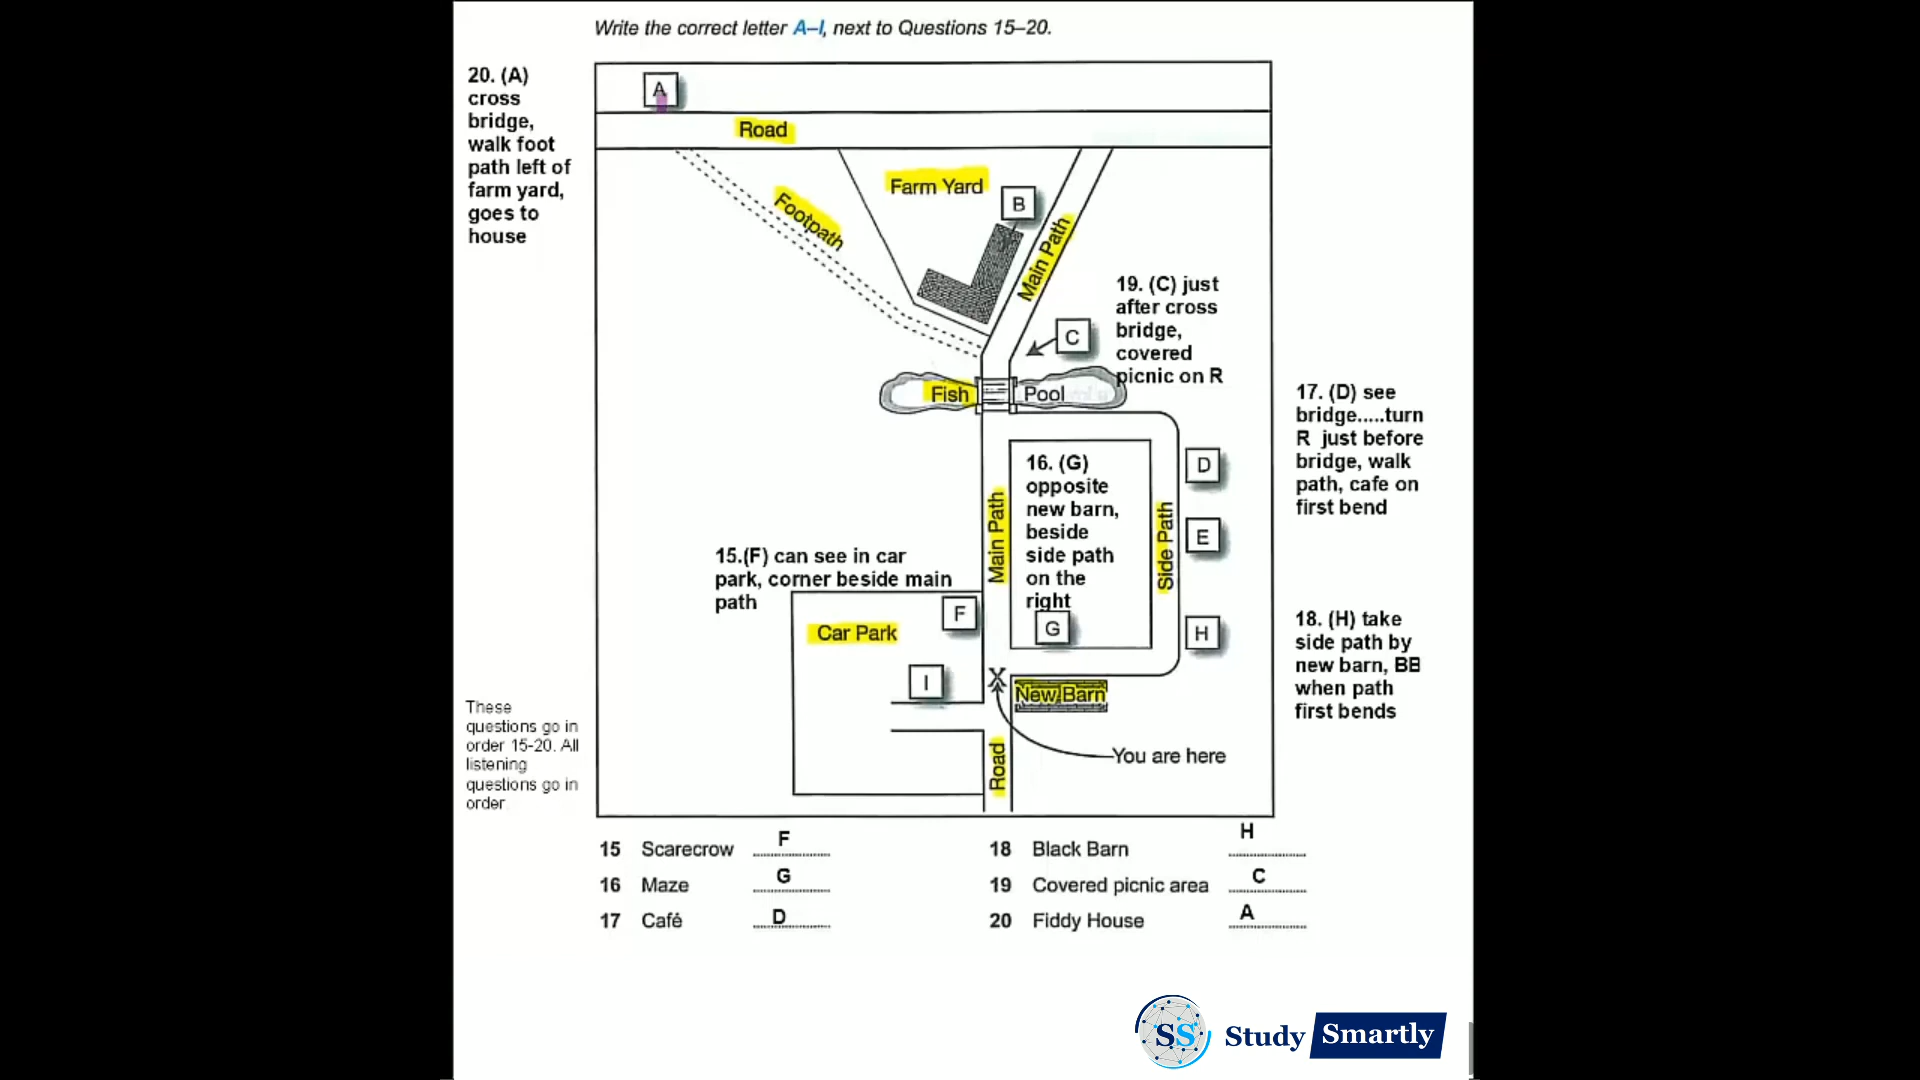 Write the correct letter A–I, next to Questions 15–20.
20. (A)
cross
bridge,
walk foot
path left of
farm yard,
goes to
house
A
Road
Farm Yard
B
Footpath
Main Path
19. (C) just
after cross
bridge,
covered
picnic on R
C
Fish
Pool
17. (D) see
bridge.....turn
R just before
bridge, walk
path, cafe on
first bend
D
E
16. (G)
opposite
new barn,
beside
side path
on the
right
G
Main Path
Side Path
15.(F) can see in car
park, corner beside main
path
F
Car Park
I
H
18. (H) take
side path by
new barn, BB
when path
first bends
X
New Barn
You are here
Road
These
questions go in
order 15-20. All
listening
questions go in
order
15 Scarecrow F
16 Maze G
17 Café D
18 Black Barn H
19 Covered picnic area C
20 Fiddy House A
SS Study Smartly